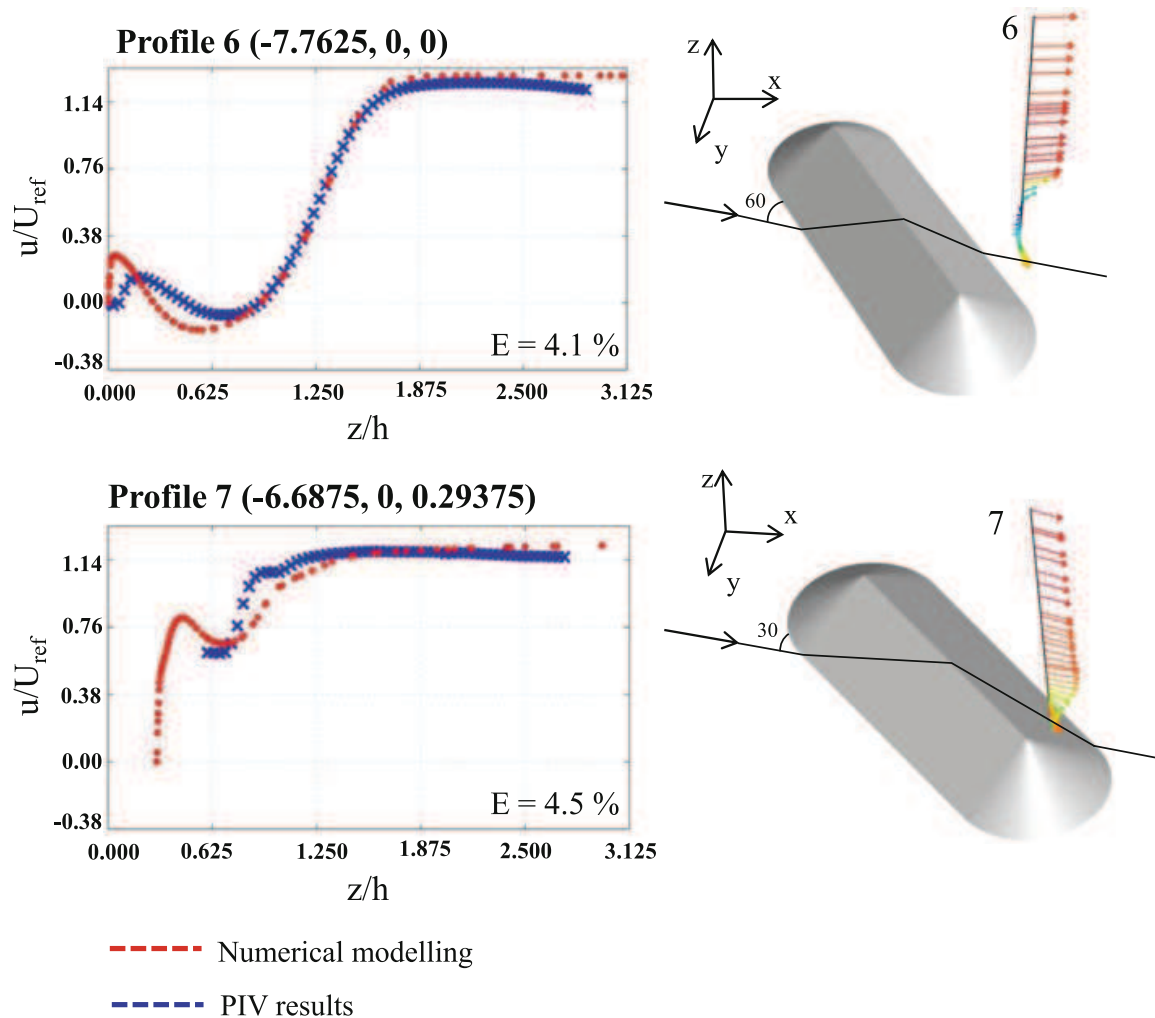 Profile 6 (-7.7625, 0, 0)
6
z
x
y
60
1.14
0.76
0.38
0.00
-0.38
u/U_ref
E = 4.1 %
0.000 0.625 1.250 1.875 2.500 3.125
z/h
Profile 7 (-6.6875, 0, 0.29375)
7
z
x
y
30
1.14
0.76
0.38
0.00
-0.38
u/U_ref
E = 4.5 %
0.000 0.625 1.250 1.875 2.500 3.125
z/h
Numerical modelling
PIV results